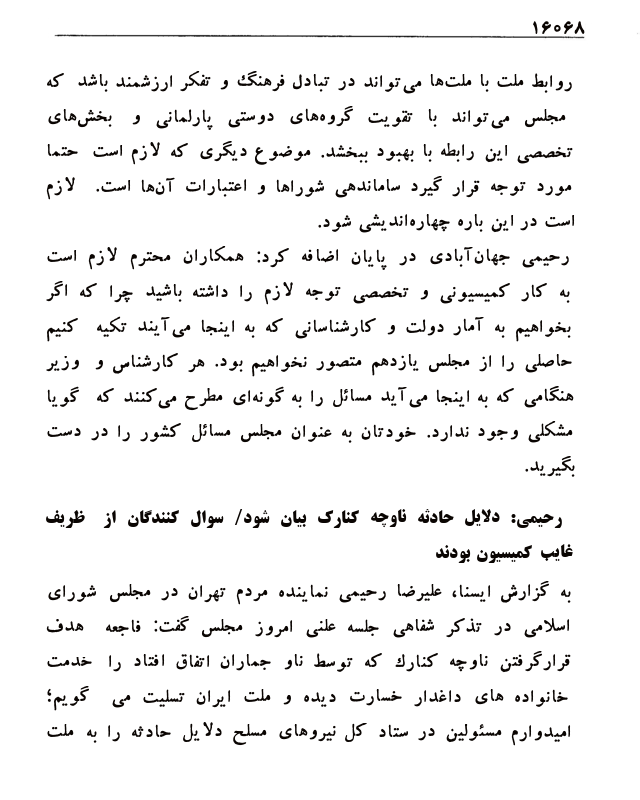 ۱۶۰۶۸
روابط ملت با ملت‌ها می‌تواند در تبادل فرهنگ و تفکر ارزشمند باشد که
مجلس می‌تواند با تقویت گروه‌های دوستی پارلمانی و بخش‌های
تخصصی این رابطه با بهبود ببخشد. موضوع دیگری که لازم است حتما
مورد توجه قرار گیرد ساماندهی شوراها و اعتبارات آن‌ها است. لازم
است در این باره چهاره‌اندیشی شود.
رحیمی جهان‌آبادی در پایان اضافه کرد: همکاران محترم لازم است
به کار کمیسیونی و تخصصی توجه لازم را داشته باشید چرا که اگر
بخواهیم به آمار دولت و کارشناسانی که به اینجا می‌آیند تکیه کنیم
حاصلی را از مجلس یازدهم متصور نخواهیم بود. هر کارشناس و وزیر
هنگامی که به اینجا می‌آید مسائل را به گونه‌ای مطرح می‌کنند که گویا
مشکلی وجود ندارد. خودتان به عنوان مجلس مسائل کشور را در دست
بگیرید.
رحیمی: دلایل حادثه ناوچه کنارک بیان شود/ سوال کنندگان از ظریف
غایب کمیسیون بودند
به گزارش ایسنا، علیرضا رحیمی نماینده مردم تهران در مجلس شورای
اسلامی در تذکر شفاهی جلسه علنی امروز مجلس گفت: فاجعه هدف
قرارگرفتن ناوچه کنارک که توسط ناو جماران اتفاق افتاد را خدمت
خانواده های داغدار خسارت دیده و ملت ایران تسلیت می گویم؛
امیدوارم مسئولین در ستاد کل نیروهای مسلح دلایل حادثه را به ملت